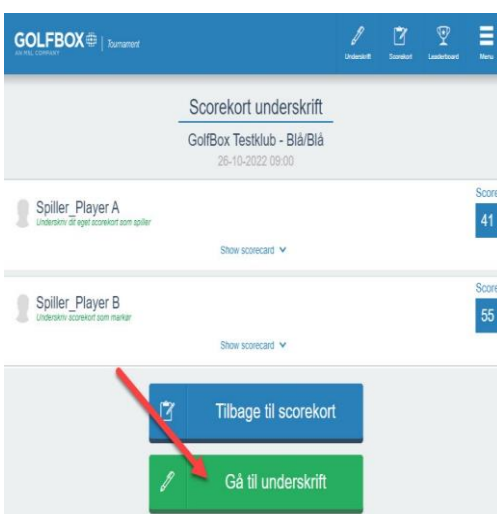 GOLFBOX | Tournament
AN NSL COMPANY
Underskrift Scorekort Leaderboard Menu
Scorekort underskrift
GolfBox Testklub - Blå/Blå
26-10-2022 09:00
Score
Spiller_Player A
41
Underskriv dit eget scorekort som spiller
Show scorecard
Score
Spiller_Player B
55
Underskriv scorekort som markør
Show scorecard
Tilbage til scorekort
Gå til underskrift